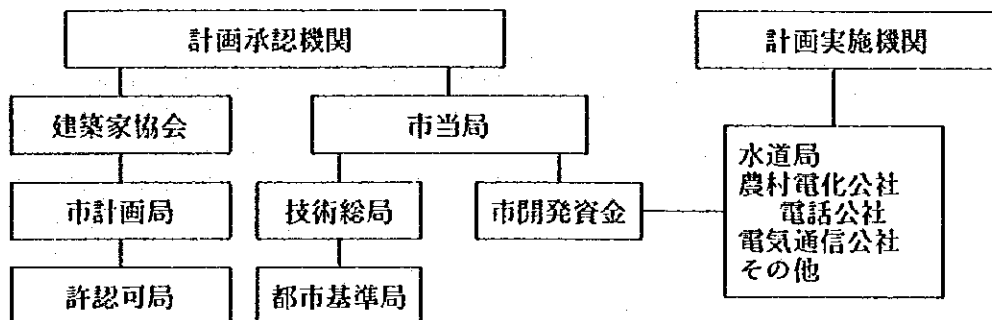 計画承認機関
計画実施機関
建築家協会
市当局
市計画局
技術総局
市開発資金
水道局
農村電化公社
電話公社
電気通信公社
その他
許認可局
都市基準局